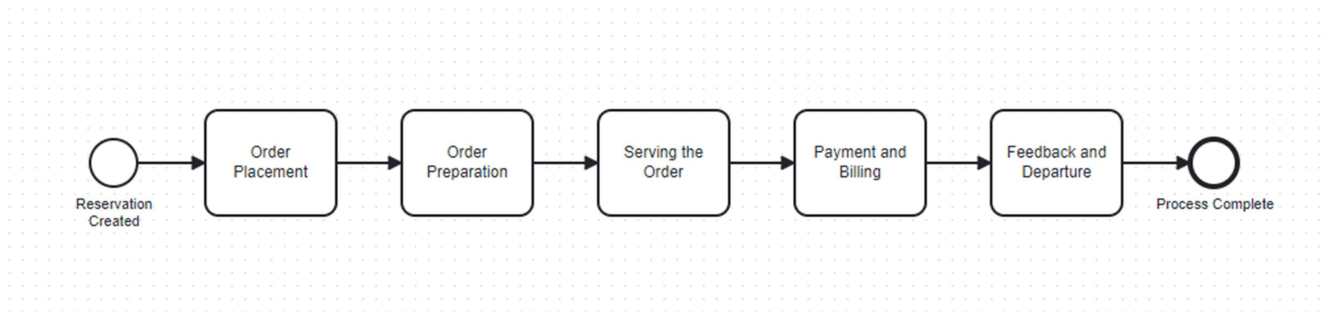 Reservation
Created
Order
Placement
Order
Preparation
Serving the
Order
Payment and
Billing
Feedback and
Departure
Process Complete